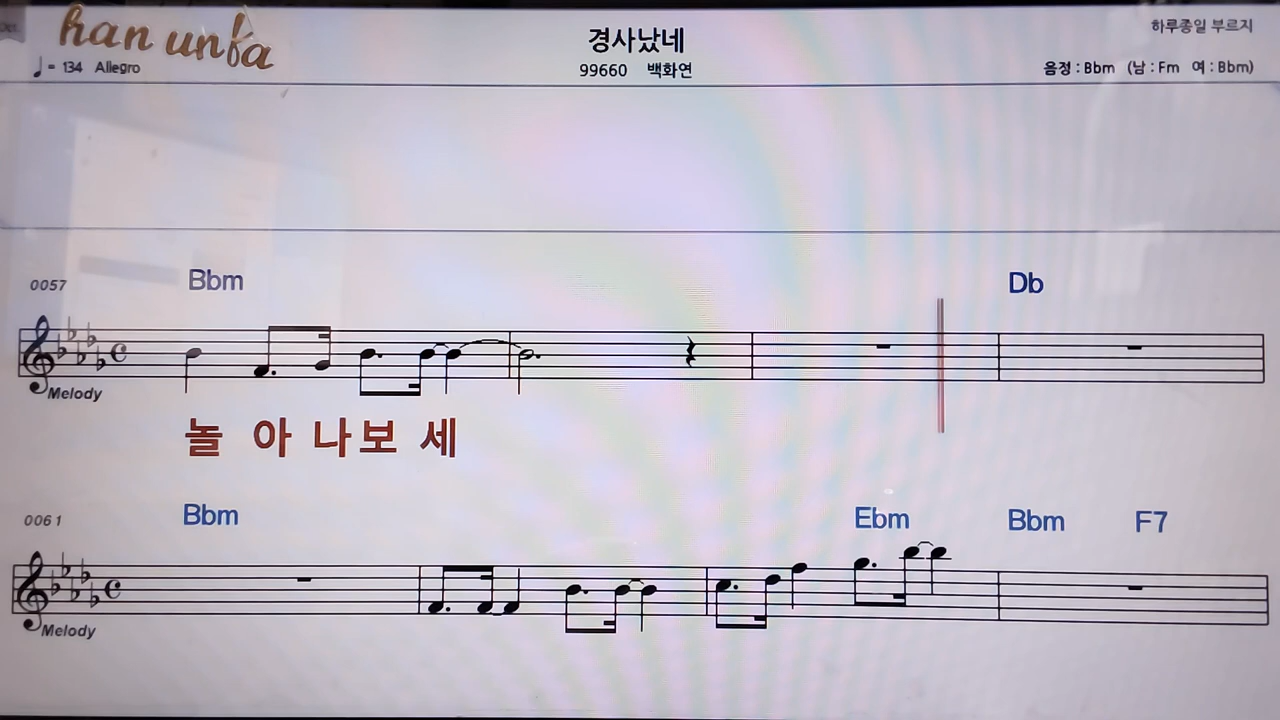 han unba
경사났네
하루종일 부르지
♩= 134 Allegro
99660 백화연
음정 : Bbm (남 : Fm 여 : Bbm)
0057
Bbm
Db
Melody
놀 아 나보 세
0061
Bbm
Ebm
Bbm
F7
Melody